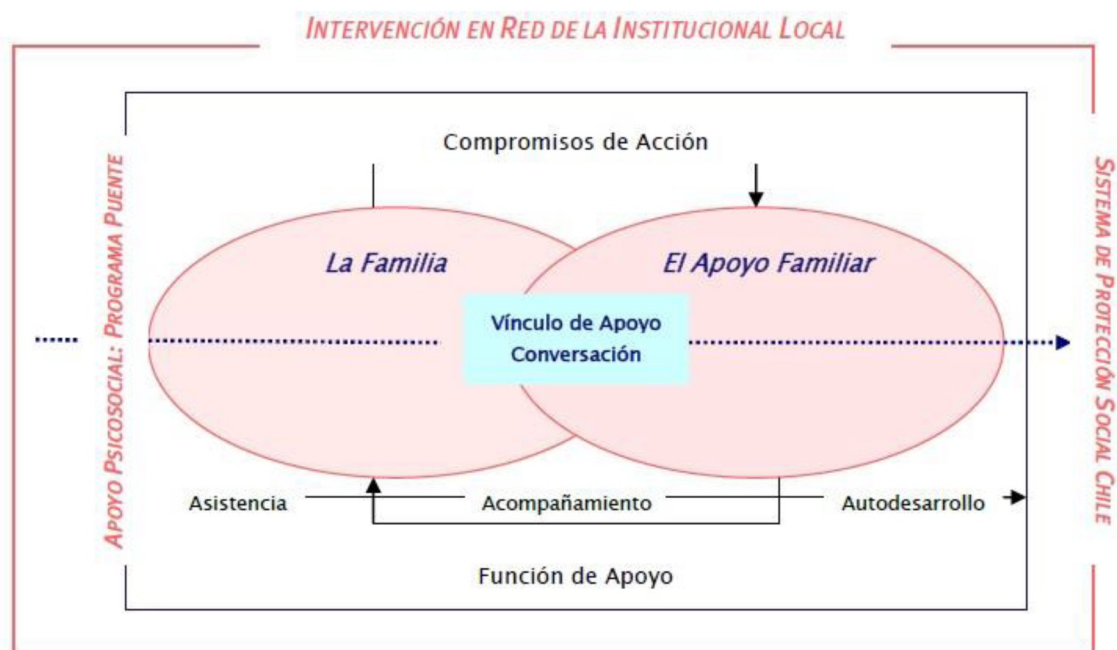 INTERVENCIÓN EN RED DE LA INSTITUCIONAL LOCAL
APOYO PSICOSOCIAL: PROGRAMA PUENTE
Compromisos de Acción
La Familia
El Apoyo Familiar
Vínculo de Apoyo
Conversación
Asistencia
Acompañamiento
Autodesarrollo
Función de Apoyo
SISTEMA DE PROTECCIÓN SOCIAL CHILE